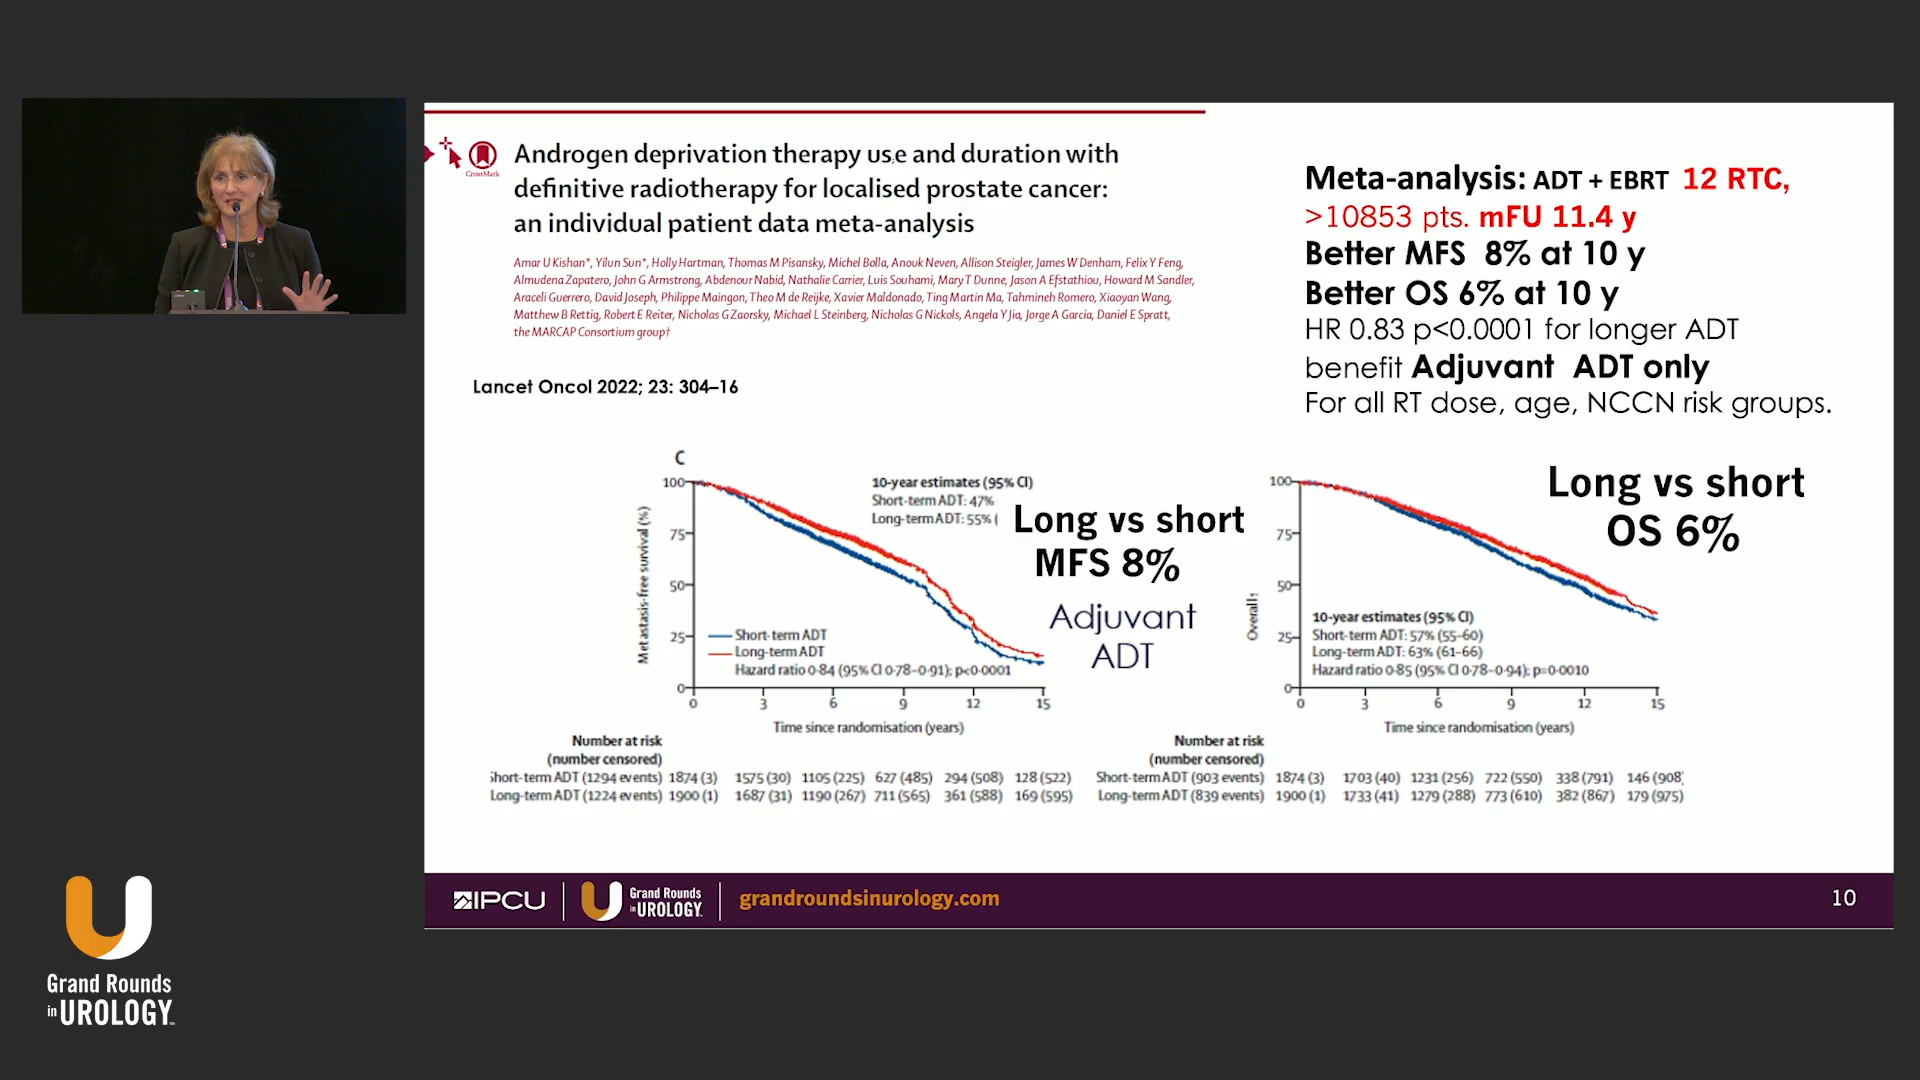 Androgen deprivation therapy use and duration with
definitive radiotherapy for localised prostate cancer:
an individual patient data meta-analysis
CrossMark
Amar U Kishan*, Yilun Sun*, Holly Hartman, Thomas M Pisansky, Michel Bolla, Anouk Neven, Allison Steigler, James W Denham, Felix Y Feng,
Almudena Zapatero, John G Armstrong, Abdenour Nabid, Nathalie Carrier, Luis Souhami, Mary T Dunne, Jason A Efstathiou, Howard M Sandler,
Araceli Guerrero, David Joseph, Philippe Maingon, Theo M de Reijke, Xavier Maldonado, Ting Martin Ma, Tahmineh Romero, Xiaoyan Wang,
Matthew B Rettig, Robert E Reiter, Nicholas G Zaorsky, Michael L Steinberg, Nicholas G Nickols, Angela Y Jia, Jorge A Garcia, Daniel E Spratt,
the MARCAP Consortium group†
Lancet Oncol 2022; 23: 304–16
Meta-analysis: ADT + EBRT 12 RTC,
>10853 pts. mFU 11.4 y
Better MFS 8% at 10 y
Better OS 6% at 10 y
HR 0.83 p<0.0001 for longer ADT
benefit Adjuvant ADT only
For all RT dose, age, NCCN risk groups.
C
Metastasis-free survival (%)
100
75
50
25
0
10-year estimates (95% CI)
Short-term ADT: 47%
Long-term ADT: 55% (
Long vs short
MFS 8%
Adjuvant
ADT
Short-term ADT
Long-term ADT
Hazard ratio 0·84 (95% CI 0·78–0·91); p<0·0001
0 3 6 9 12 15
Time since randomisation (years)
Number at risk
(number censored)
Short-term ADT (1294 events) 1874 (3) 1575 (30) 1105 (225) 627 (485) 294 (508) 128 (522)
Long-term ADT (1224 events) 1900 (1) 1687 (31) 1190 (267) 711 (565) 361 (588) 169 (595)
Overall
100
75
50
25
0
Long vs short
OS 6%
10-year estimates (95% CI)
Short-term ADT: 57% (55–60)
Long-term ADT: 63% (61–66)
Hazard ratio 0·85 (95% CI 0·78–0·94); p=0·0010
0 3 6 9 12 15
Time since randomisation (years)
Number at risk
(number censored)
Short-term ADT (903 events) 1874 (3) 1703 (40) 1231 (256) 722 (550) 338 (791) 146 (908)
Long-term ADT (839 events) 1900 (1) 1733 (41) 1279 (288) 773 (610) 382 (867) 179 (975)
IPCU
Grand Rounds
in UROLOGY
grandroundsinurology.com
10
Grand Rounds
in UROLOGY